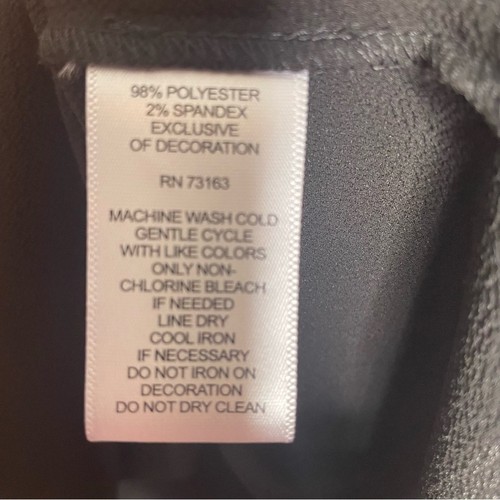 98% POLYESTER
2% SPANDEX
EXCLUSIVE
OF DECORATION
RN 73163
MACHINE WASH COLD
GENTLE CYCLE
WITH LIKE COLORS
ONLY NON-
CHLORINE BLEACH
IF NEEDED
LINE DRY
COOL IRON
IF NECESSARY
DO NOT IRON ON
DECORATION
DO NOT DRY CLEAN